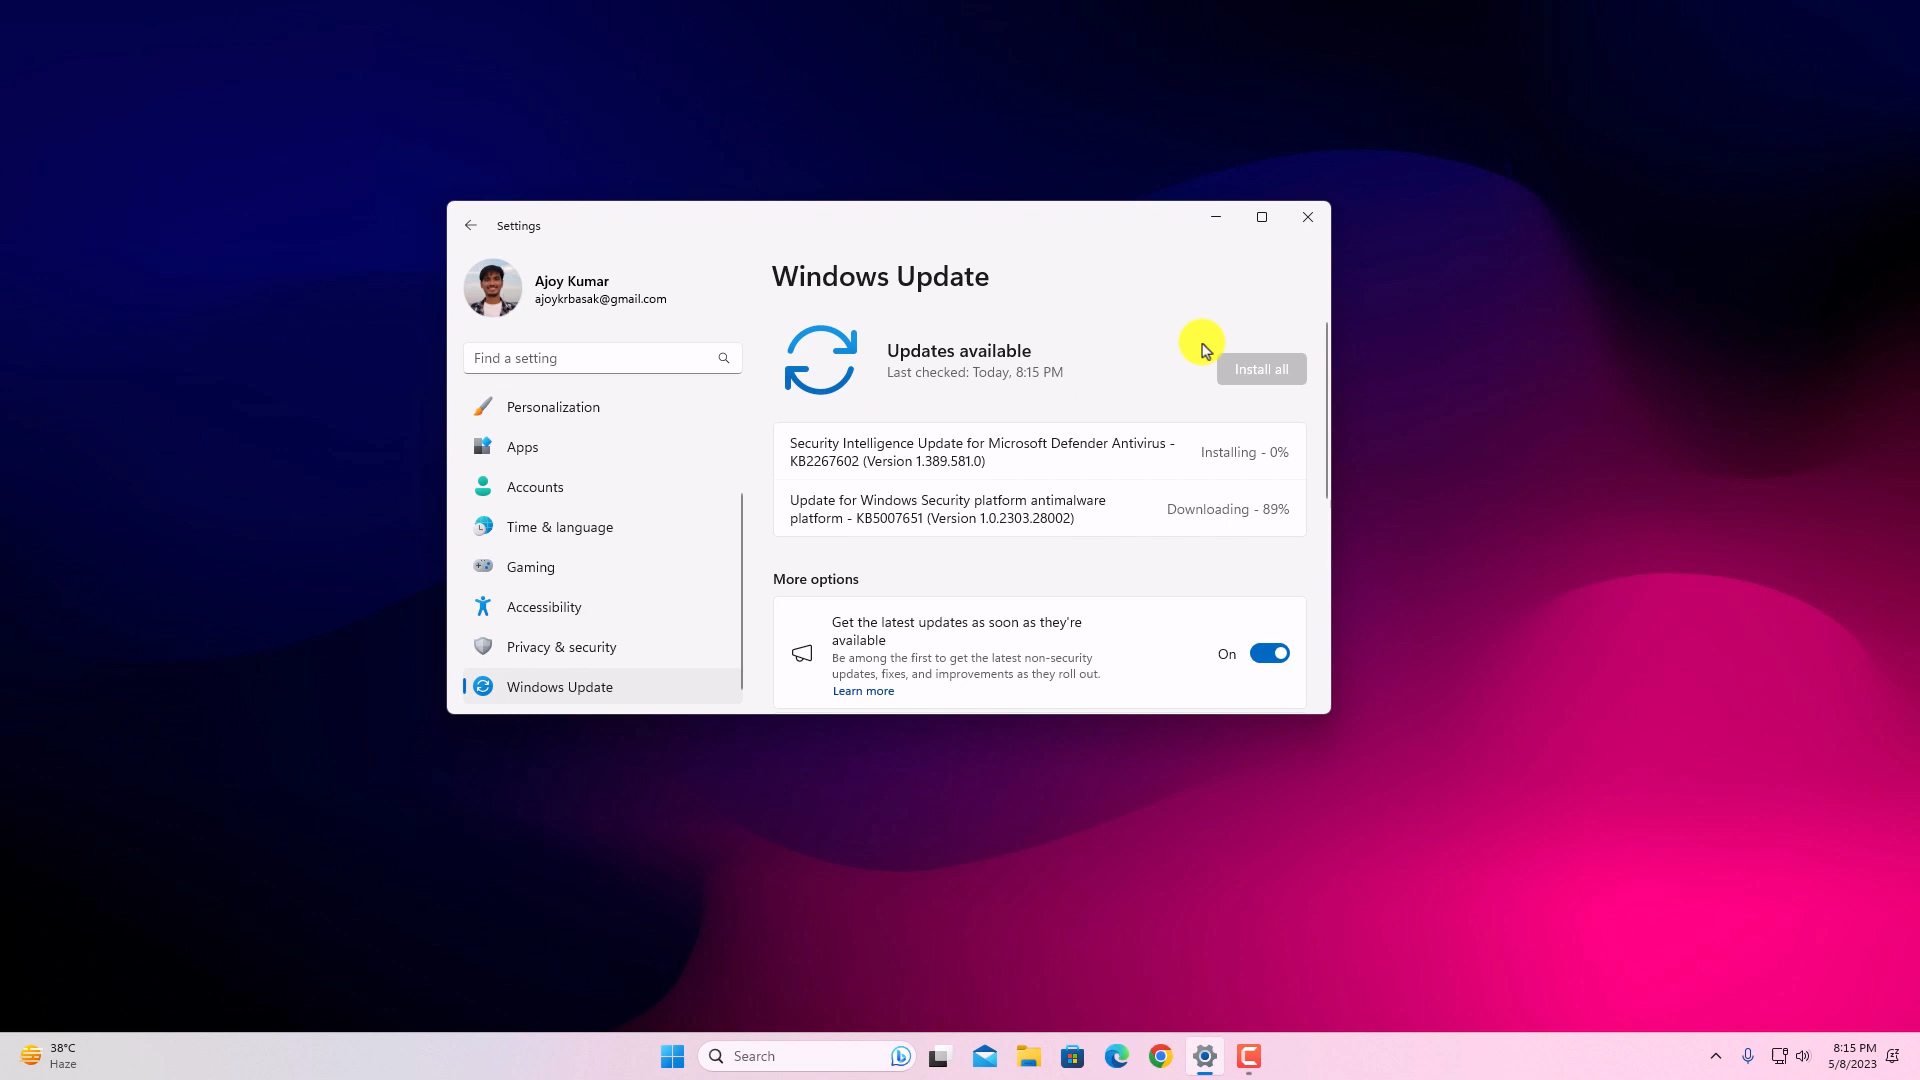 Settings
Ajoy Kumar
ajoykrbasak@gmail.com
Find a setting
Personalization
Apps
Accounts
Time & language
Gaming
Accessibility
Privacy & security
Windows Update
Windows Update
Updates available
Last checked: Today, 8:15 PM
Install all
Security Intelligence Update for Microsoft Defender Antivirus -
KB2267602 (Version 1.389.581.0)
Installing - 0%
Update for Windows Security platform antimalware
platform - KB5007651 (Version 1.0.2303.28002)
Downloading - 89%
More options
Get the latest updates as soon as they're
available
Be among the first to get the latest non-security
updates, fixes, and improvements as they roll out.
Learn more
On
38°C
Haze
Search
8:15 PM
5/8/2023